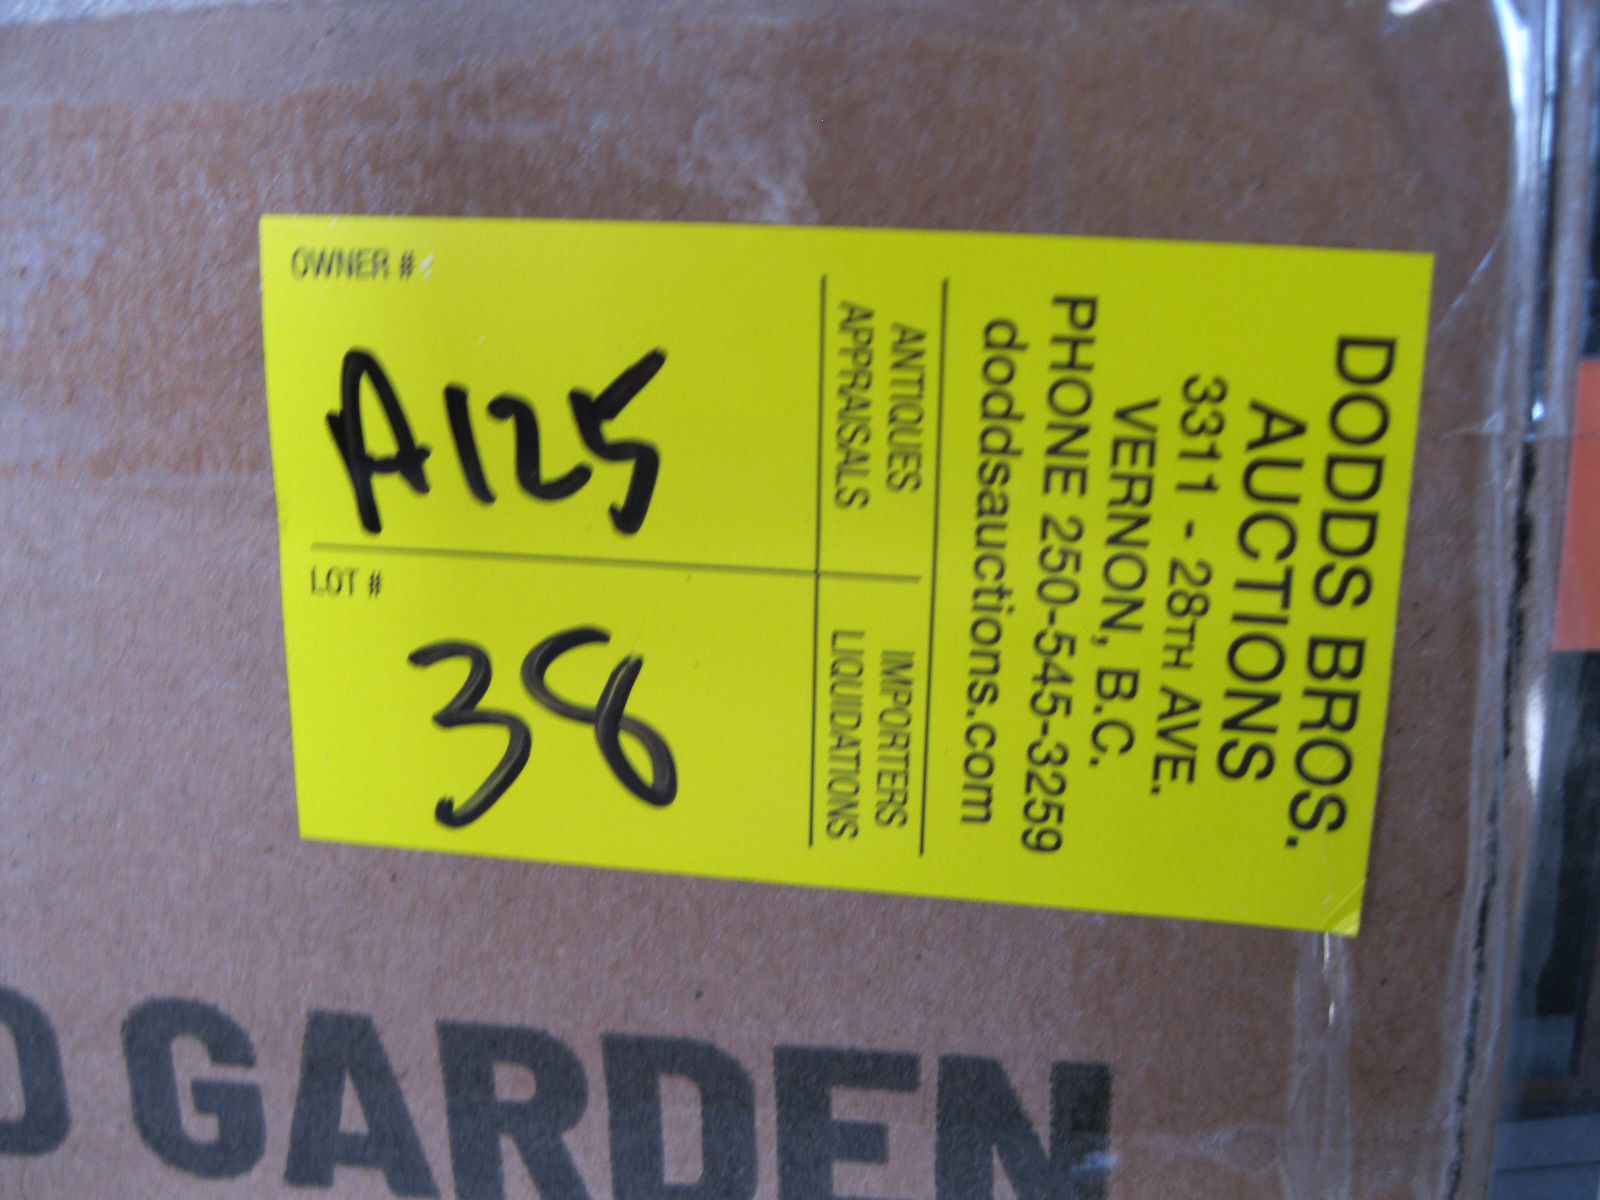 DODDS BROS.
AUCTIONS
3311 - 28TH AVE.
VERNON, B.C.
PHONE 250-545-3259
doddsauctions.com
ANTIQUES
APPRAISALS
IMPORTERS
LIQUIDATIONS
OWNER #
A125
LOT #
38
GARDEN